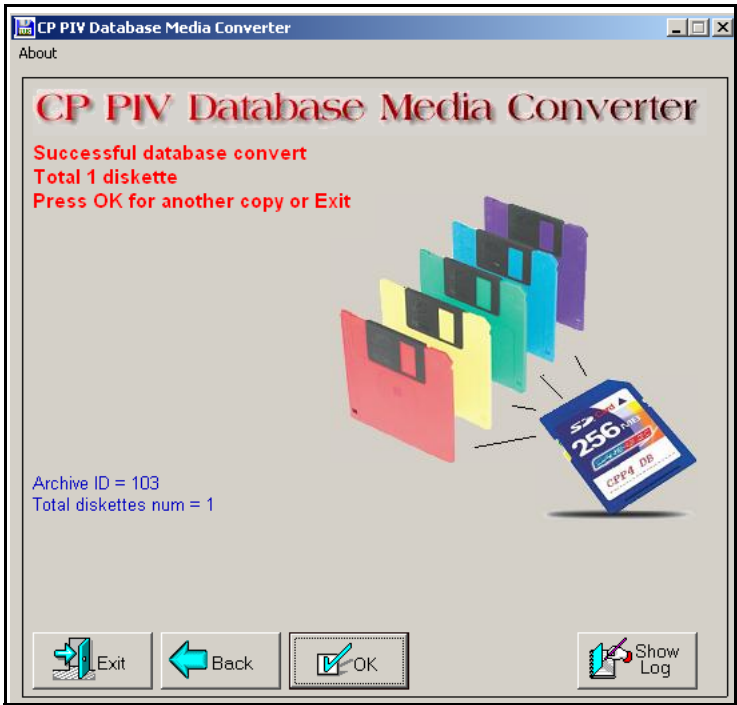 CP PIV Database Media Converter
About
CP PIV Database Media Converter
Successful database convert
Total 1 diskette
Press OK for another copy or Exit
SD Card
256 MB
CPP4 DB
Archive ID = 103
Total diskettes num = 1
Exit
Back
OK
Show
Log